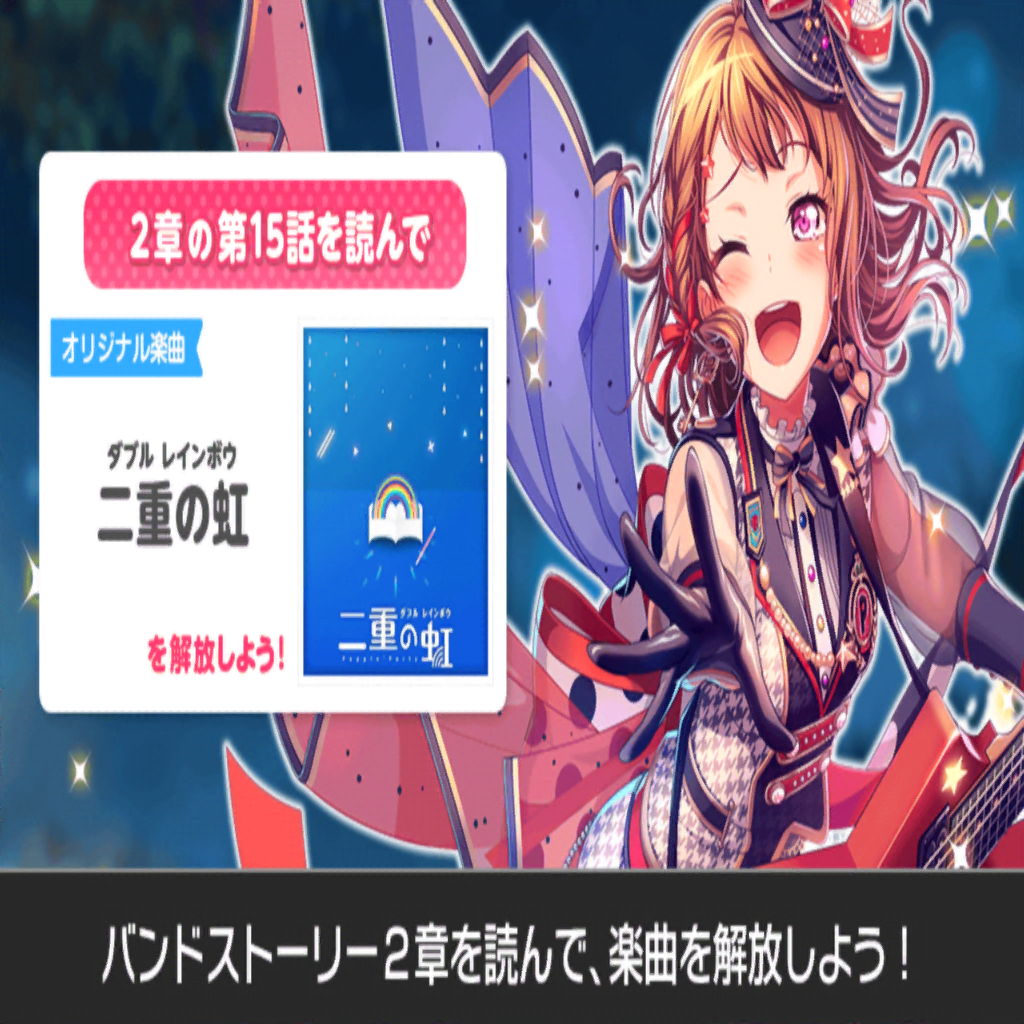 2章の第15話を読んで
オリジナル楽曲
ダブル レインボウ
二重の虹
を解放しよう!
ダブル レインボウ
二重の虹
Poppin'Party
バンドストーリー2章を読んで、楽曲を解放しよう!